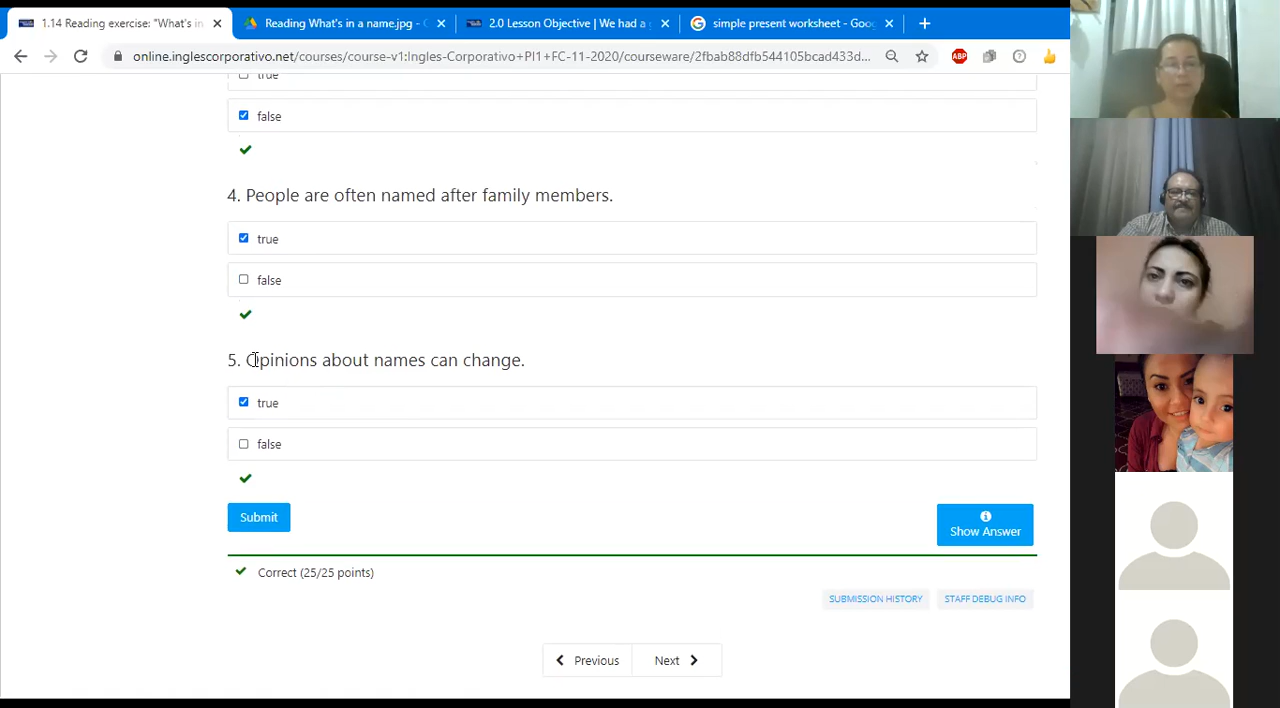 1.14 Reading exercise: "What's in
Reading What's in a name.jpg - G
2.0 Lesson Objective | We had a g
simple present worksheet - Goog
online.inglescorporativo.net/courses/course-v1:Ingles-Corporativo+PI1+FC-11-2020/courseware/2fbab88dfb544105bcad433d...
ABP
true
false
4. People are often named after family members.
true
false
5. Opinions about names can change.
true
false
Submit
Show Answer
Correct (25/25 points)
SUBMISSION HISTORY
STAFF DEBUG INFO
Previous
Next